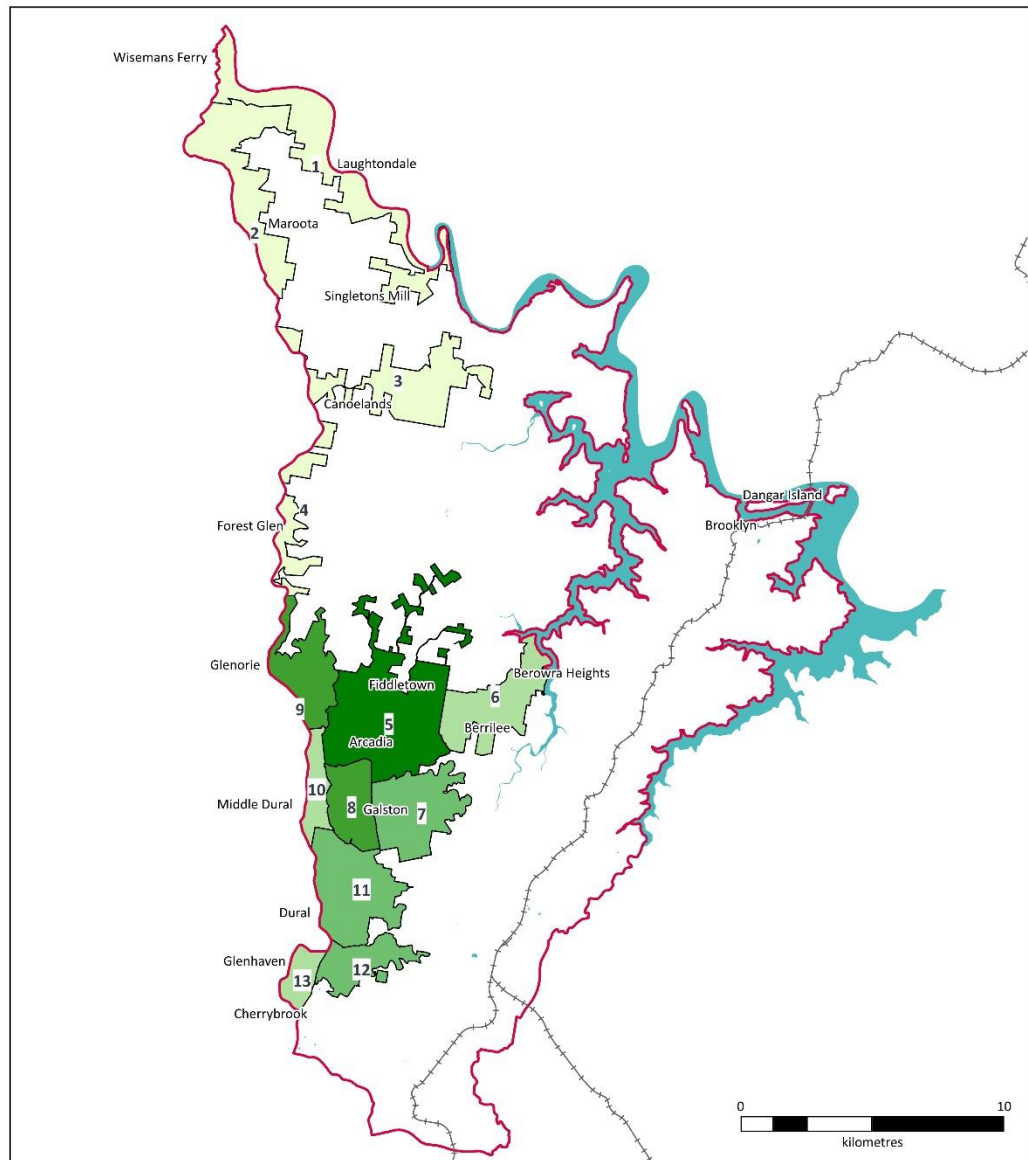 Wisemans Ferry
1
Laughtondale
2
Maroota
Singletons Mill
3
Canoelands
4
Forest Glen
Dangar Island
Brooklyn
Glenorie
Fiddletown
Berowra Heights
6
9
5
Berrilee
Arcadia
10
Middle Dural
8
Galston
7
11
Dural
Glenhaven
12
13
Cherrybrook
0
10
kilometres